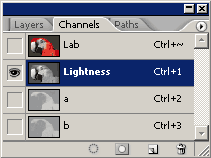 Layers Channels Paths
Lab Ctrl+~
Lightness Ctrl+1
a Ctrl+2
b Ctrl+3